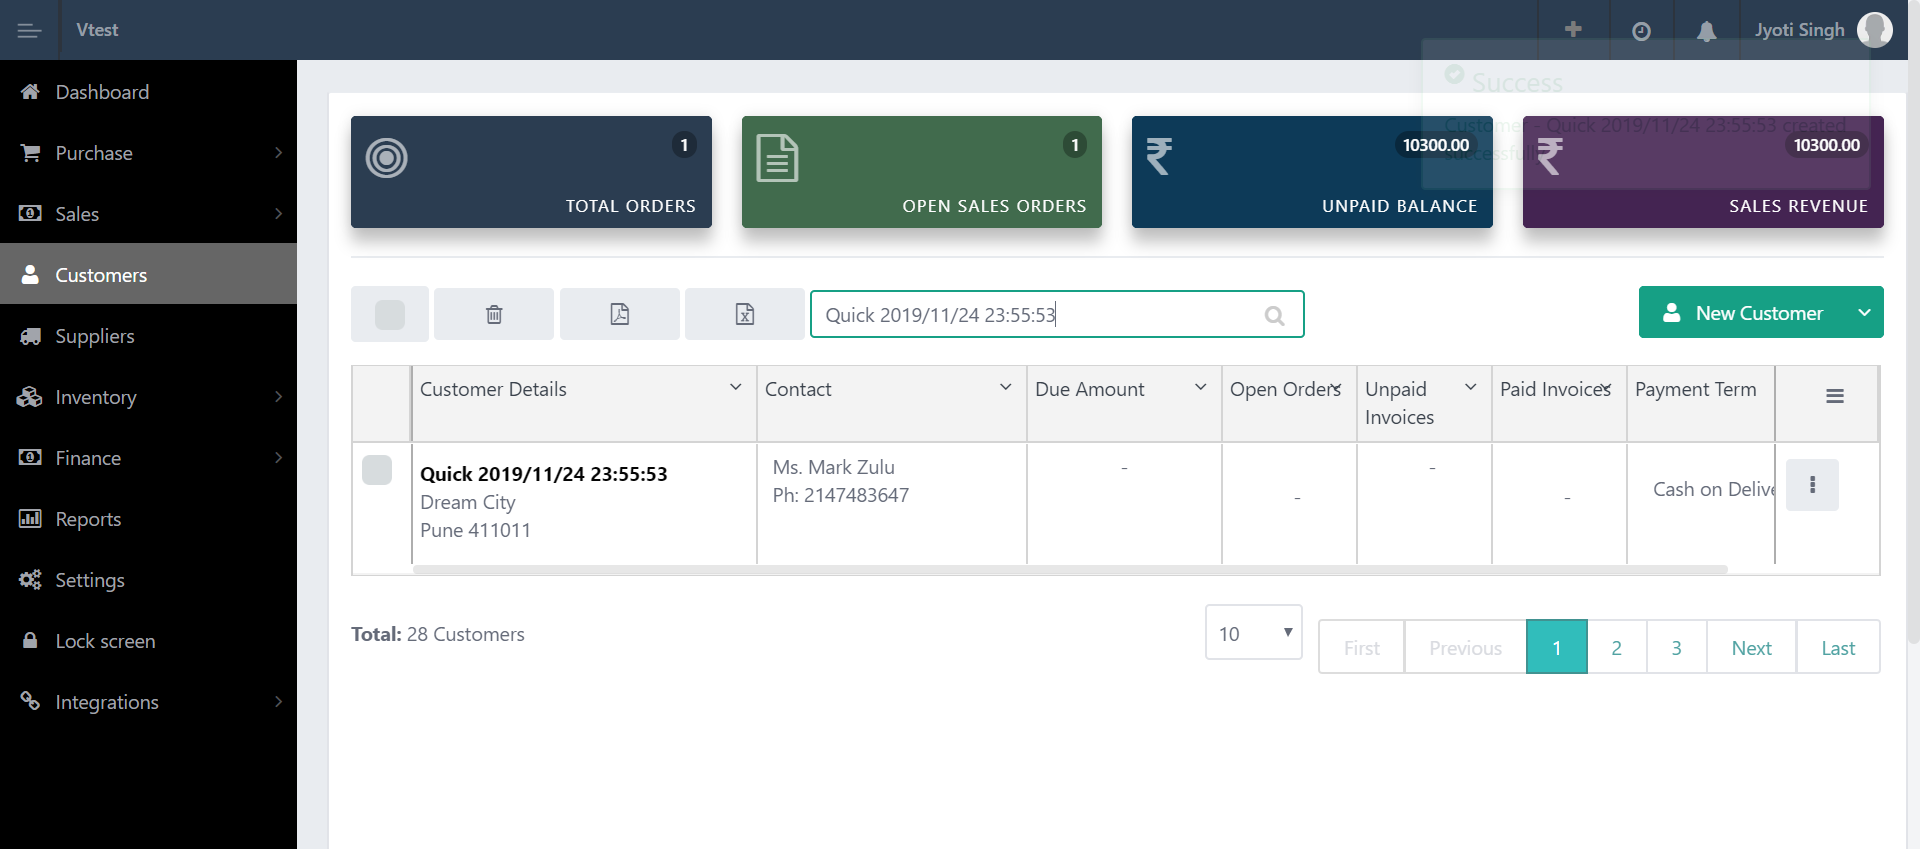 Vtest
Jyoti Singh
Success
Customer - Quick 2019/11/24 23:55:53 created
successfully
Dashboard
Purchase
Sales
Customers
Suppliers
Inventory
Finance
Reports
Settings
Lock screen
Integrations
1
TOTAL ORDERS
1
OPEN SALES ORDERS
₹
10300.00
UNPAID BALANCE
₹
10300.00
SALES REVENUE
Quick 2019/11/24 23:55:53
New Customer
Customer Details
Contact
Due Amount
Open Orders
Unpaid
Invoices
Paid Invoices
Payment Term
Quick 2019/11/24 23:55:53
Dream City
Pune 411011
Ms. Mark Zulu
Ph: 2147483647
-
-
-
-
Cash on Delive
Total: 28 Customers
10
First
Previous
1
2
3
Next
Last